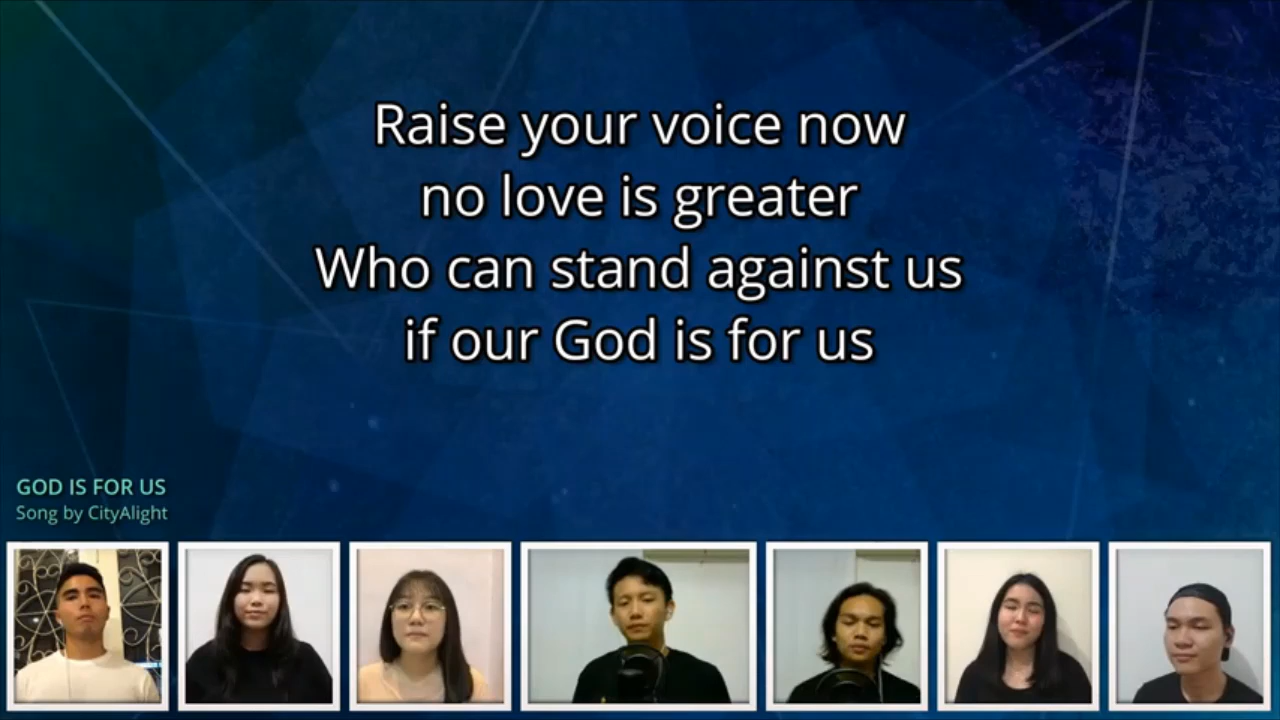 Raise your voice now
no love is greater
Who can stand against us
if our God is for us
GOD IS FOR US
Song by CityAlight